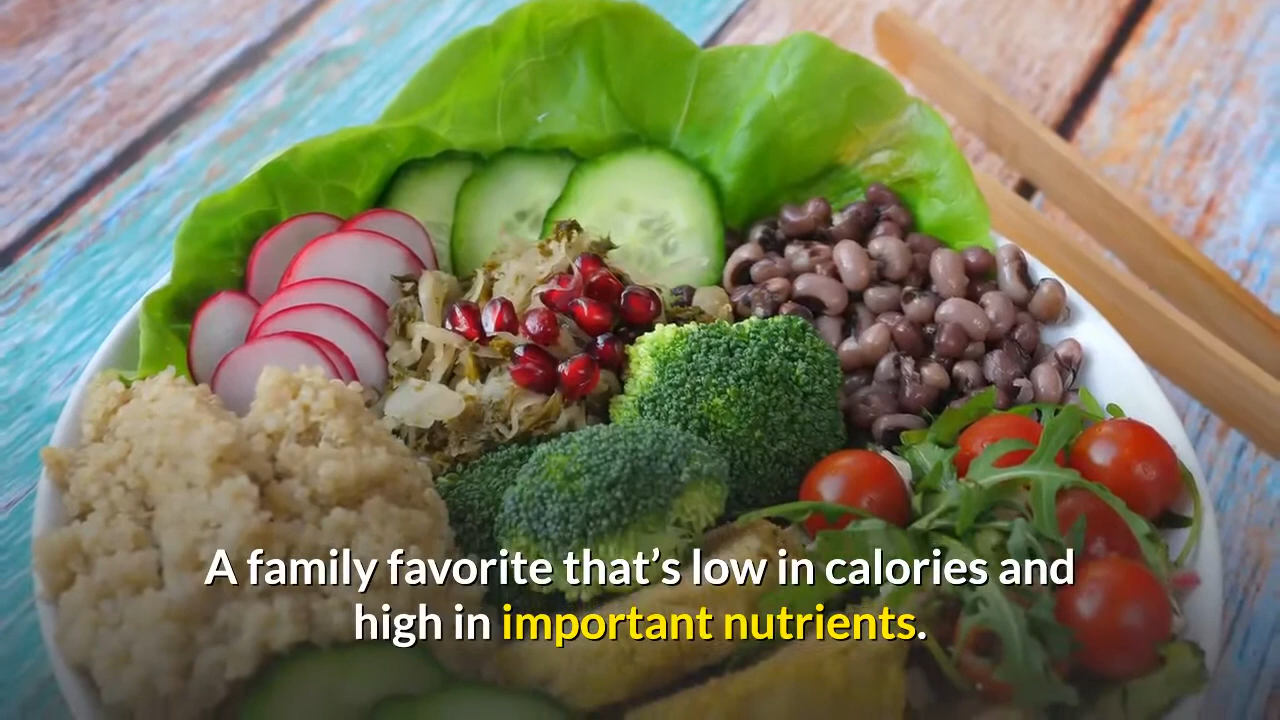 A family favorite that’s low in calories and
high in important nutrients.